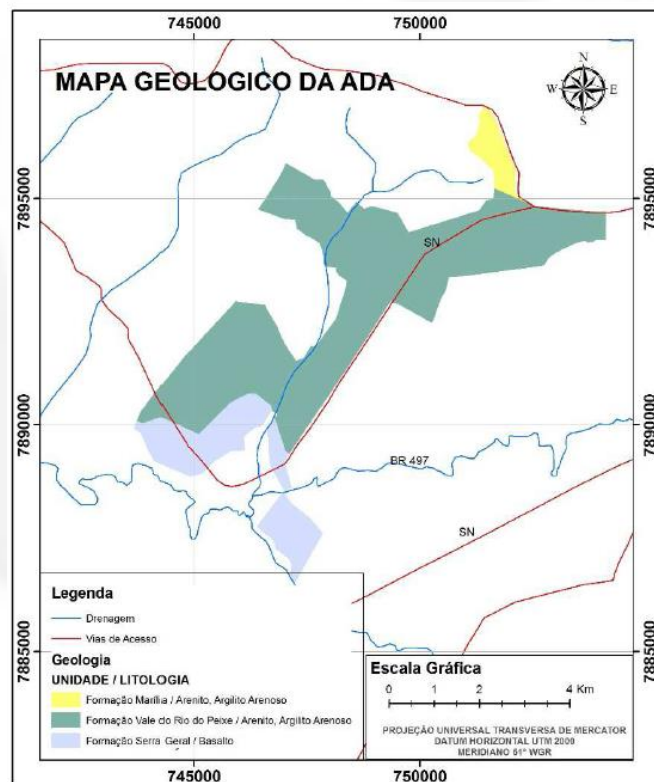 745000
750000
MAPA GEOLOGICO DA ADA
N
W
E
S
7895000
7895000
SN
7890000
7890000
BR 497
SN
Legenda
Drenagem
Vias de Acesso
Geologia
UNIDADE / LITOLOGIA
Formação Marília / Arenito, Argilito Arenoso
Formação Vale do Rio do Peixe / Arenito, Argilito Arenoso
Formação Serra Geral / Basalto
7885000
7885000
Escala Gráfica
0 1 2 4 Km
PROJEÇÃO UNIVERSAL TRANSVERSA DE MERCATOR
DATUM HORIZONTAL UTM 2000
MERIDIANO 51° WGR
745000
750000